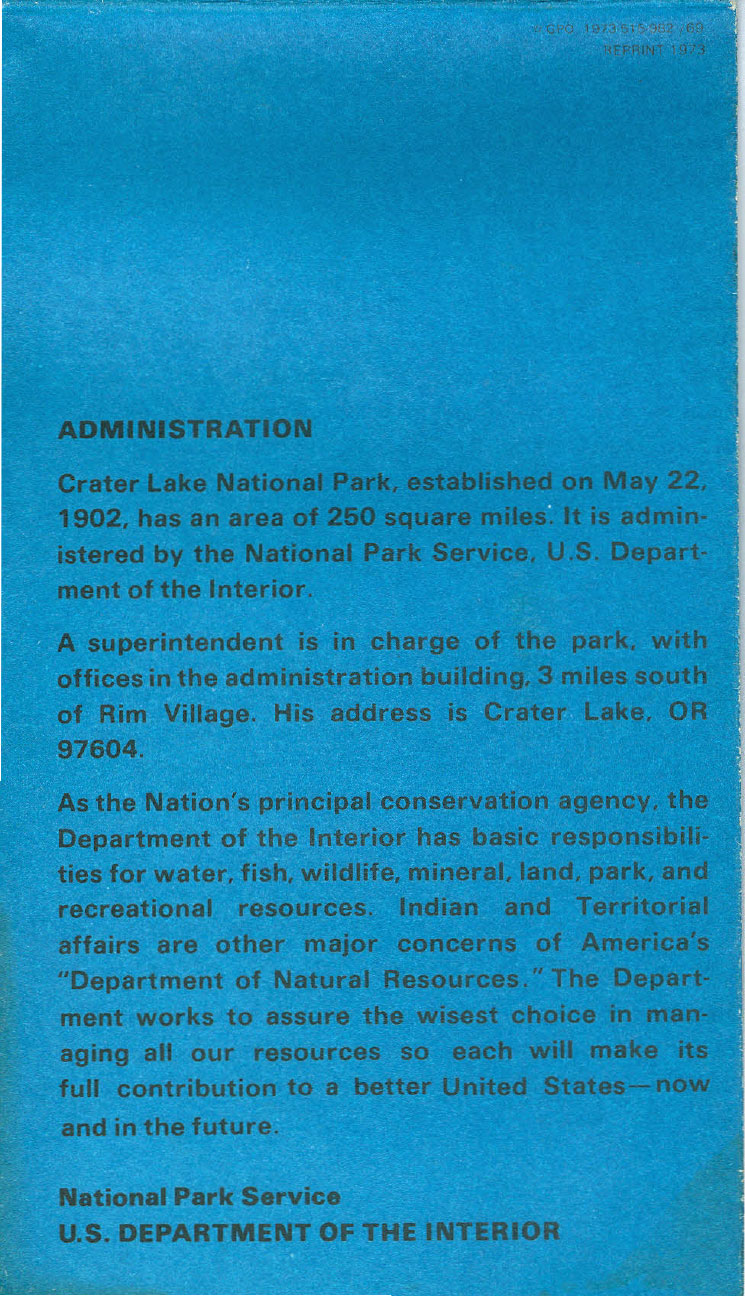 GPO 1973
REPRINT 1973
ADMINISTRATION
Crater Lake National Park, established on May 22,
1902, has an area of 250 square miles. It is admin-
istered by the National Park Service, U.S. Depart-
ment of the Interior.
A superintendent is in charge of the park, with
offices in the administration building, 3 miles south
of Rim Village. His address is Crater Lake, OR
97604.
As the Nation's principal conservation agency, the
Department of the Interior has basic responsibili-
ties for water, fish, wildlife, mineral, land, park, and
recreational resources. Indian and Territorial
affairs are other major concerns of America's
"Department of Natural Resources." The Depart-
ment works to assure the wisest choice in man-
aging all our resources so each will make its
full contribution to a better United States—now
and in the future.
National Park Service
U.S. DEPARTMENT OF THE INTERIOR